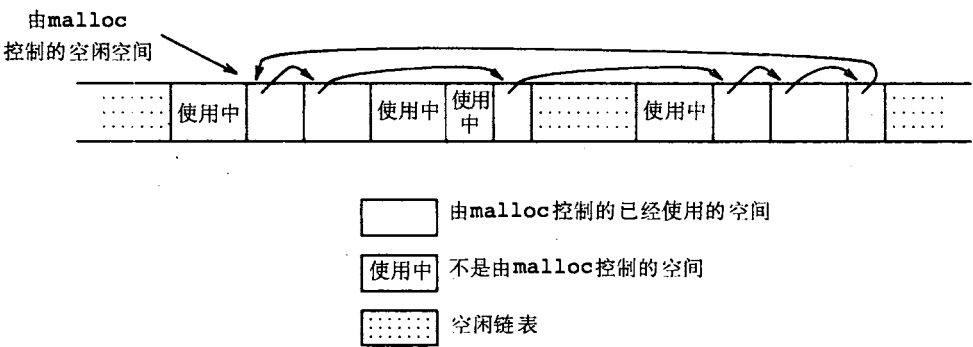 由malloc
控制的空闲空间
使用中
使用中
使用
中
使用中
由malloc控制的已经使用的空间
使用中 不是由malloc控制的空间
空闲链表